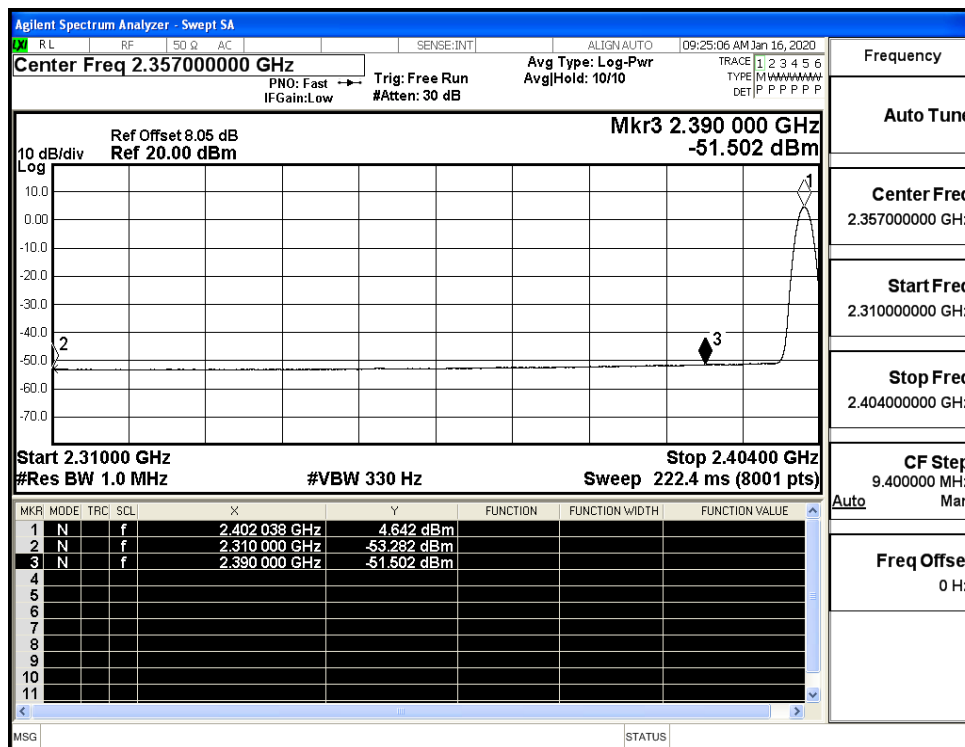 Agilent Spectrum Analyzer - Swept SA
LXI RL RF 50 Ω AC SENSE:INT ALIGN AUTO 09:25:06 AM Jan 16, 2020
Center Freq 2.357000000 GHz
PNO: Fast
IFGain:Low
Trig: Free Run
#Atten: 30 dB
Avg Type: Log-Pwr
Avg|Hold: 10/10
TRACE 1 2 3 4 5 6
TYPE M WWWWW
DET P P P P P P
Mkr3 2.390 000 GHz
-51.502 dBm
Ref Offset 8.05 dB
10 dB/div Ref 20.00 dBm
Log
10.0
0.00
-10.0
-20.0
-30.0
-40.0
-50.0
-60.0
-70.0
1
2
3
Start 2.31000 GHz Stop 2.40400 GHz
#Res BW 1.0 MHz #VBW 330 Hz Sweep 222.4 ms (8001 pts)
MKR MODE TRC SCL X Y FUNCTION FUNCTION WIDTH FUNCTION VALUE
1 N f 2.402 038 GHz 4.642 dBm
2 N f 2.310 000 GHz -53.282 dBm
3 N f 2.390 000 GHz -51.502 dBm
4
5
6
7
8
9
10
11
MSG STATUS
Frequency
Auto Tune
Center Freq
2.357000000 GHz
Start Freq
2.310000000 GHz
Stop Freq
2.404000000 GHz
CF Step
9.400000 MHz
Auto Man
Freq Offset
0 Hz